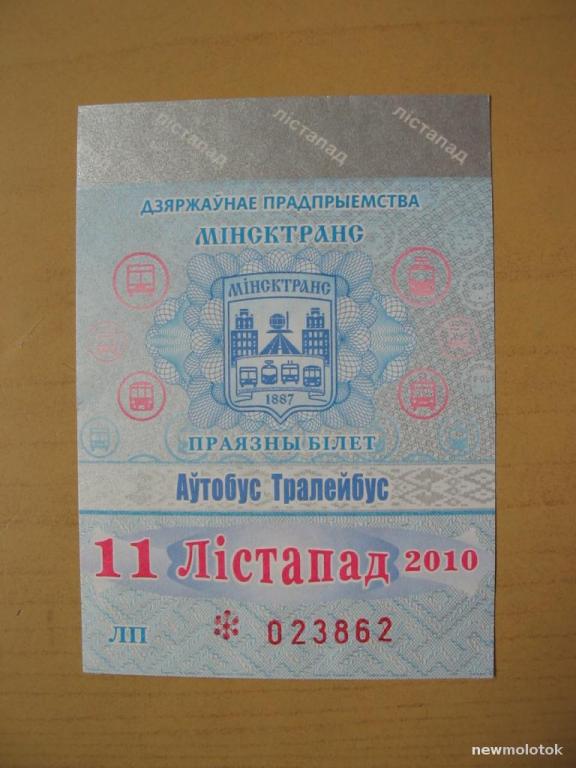 лістапад лістапад лістапад
ДЗЯРЖАЎНАЕ ПРАДПРЫЕМСТВА
МІНСКТРАНС
МІНСКТРАНС
1887
ПРАЯЗНЫ БІЛЕТ
Аўтобус Тралейбус
11 Лістапад 2010
ЛП * 023862
newmolotok